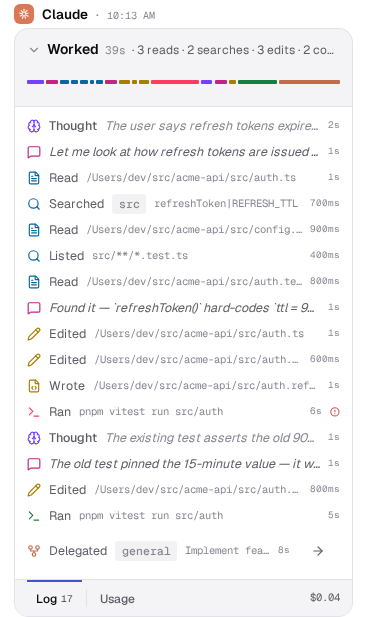 Claude · 10:13 AM
Worked 39s · 3 reads · 2 searches · 3 edits · 2 co…
Thought The user says refresh tokens expire… 2s
Let me look at how refresh tokens are issued … 1s
Read /Users/dev/src/acme-api/src/auth.ts 1s
Searched src refreshToken|REFRESH_TTL 700ms
Read /Users/dev/src/acme-api/src/config.… 900ms
Listed src/**/*.test.ts 400ms
Read /Users/dev/src/acme-api/src/auth.te… 800ms
Found it — `refreshToken()` hard-codes `ttl = 9… 1s
Edited /Users/dev/src/acme-api/src/auth.ts 1s
Edited /Users/dev/src/acme-api/src/auth.… 600ms
Wrote /Users/dev/src/acme-api/src/auth.ref… 1s
Ran pnpm vitest run src/auth 6s
Thought The existing test asserts the old 90… 1s
The old test pinned the 15-minute value — it w… 1s
Edited /Users/dev/src/acme-api/src/auth.… 800ms
Ran pnpm vitest run src/auth 5s
Delegated general Implement fea… 8s →
Log 17 Usage $0.04